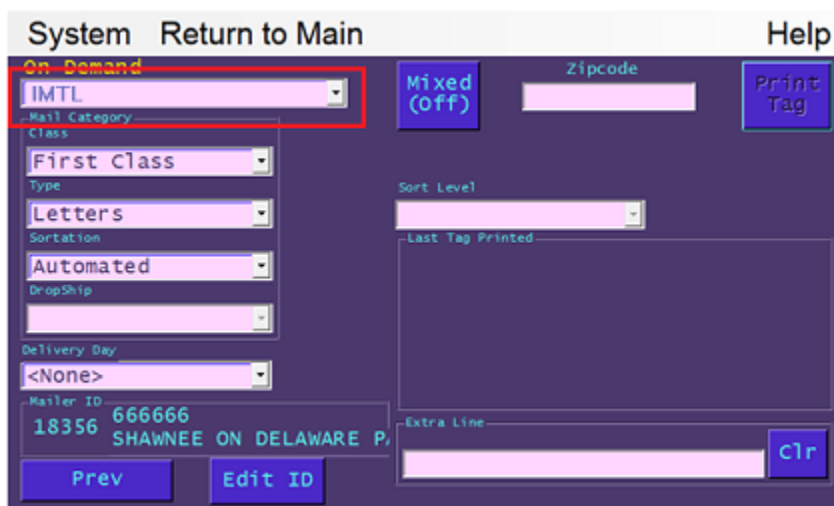 System Return to Main Help
On Demand
IMTL
Mixed
(Off)
Zipcode
Print
Tag
Mail Category
Class
First Class
Type
Letters
Sortation
Automated
DropShip
Sort Level
Last Tag Printed
Delivery Day
<None>
Mailer ID
18356
666666
SHAWNEE ON DELAWARE
Extra Line
Clr
Prev
Edit ID